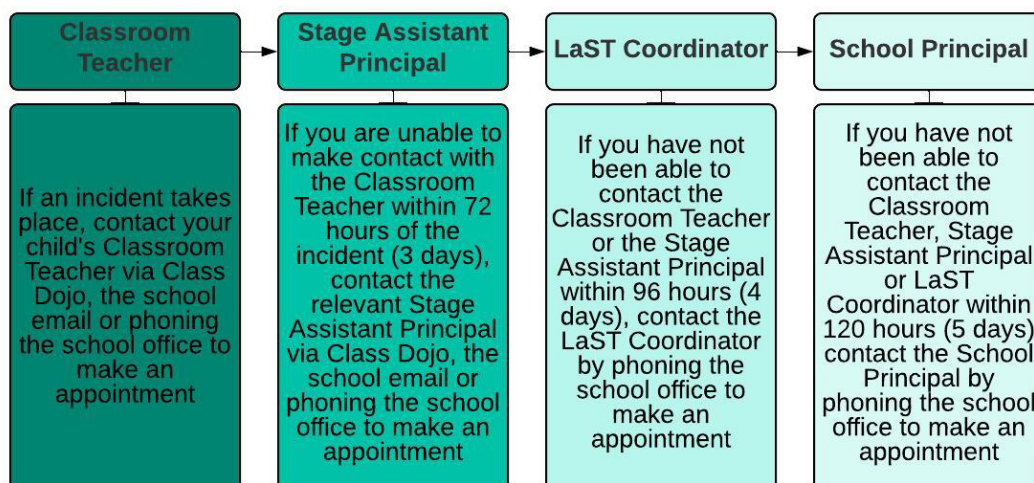 Classroom
Teacher
Stage Assistant
Principal
LaST Coordinator
School Principal
If an incident takes
place, contact your
child's Classroom
Teacher via Class
Dojo, the school
email or phoning
the school office to
make an
appointment
If you are unable to
make contact with
the Classroom
Teacher within 72
hours of the
incident (3 days),
contact the
relevant Stage
Assistant Principal
via Class Dojo, the
school email or
phoning the school
office to make an
appointment
If you have not
been able to
contact the
Classroom Teacher
or the Stage
Assistant Principal
within 96 hours (4
days), contact the
LaST Coordinator
by phoning the
school office to
make an
appointment
If you have not
been able to
contact the
Classroom
Teacher, Stage
Assistant Principal
or LaST
Coordinator within
120 hours (5 days)
contact the School
Principal by
phoning the school
office to make an
appointment